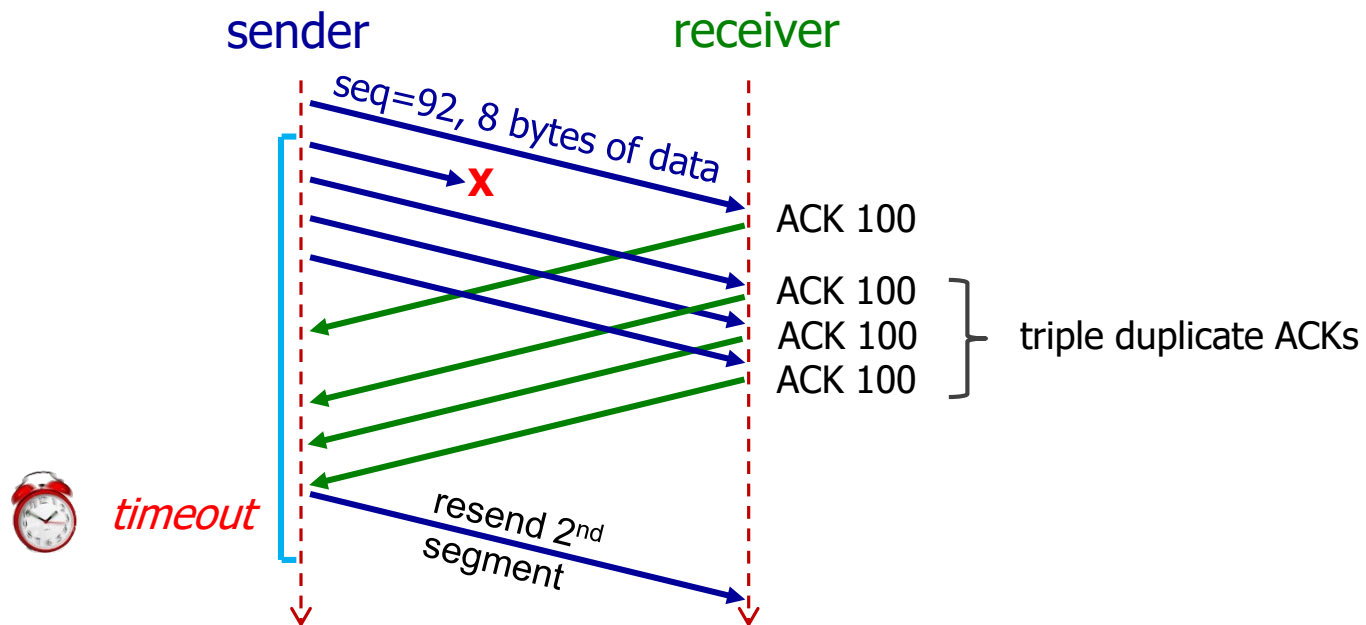 sender
receiver
seq=92, 8 bytes of data
X
ACK 100
ACK 100
ACK 100
ACK 100
triple duplicate ACKs
timeout
resend 2nd
segment